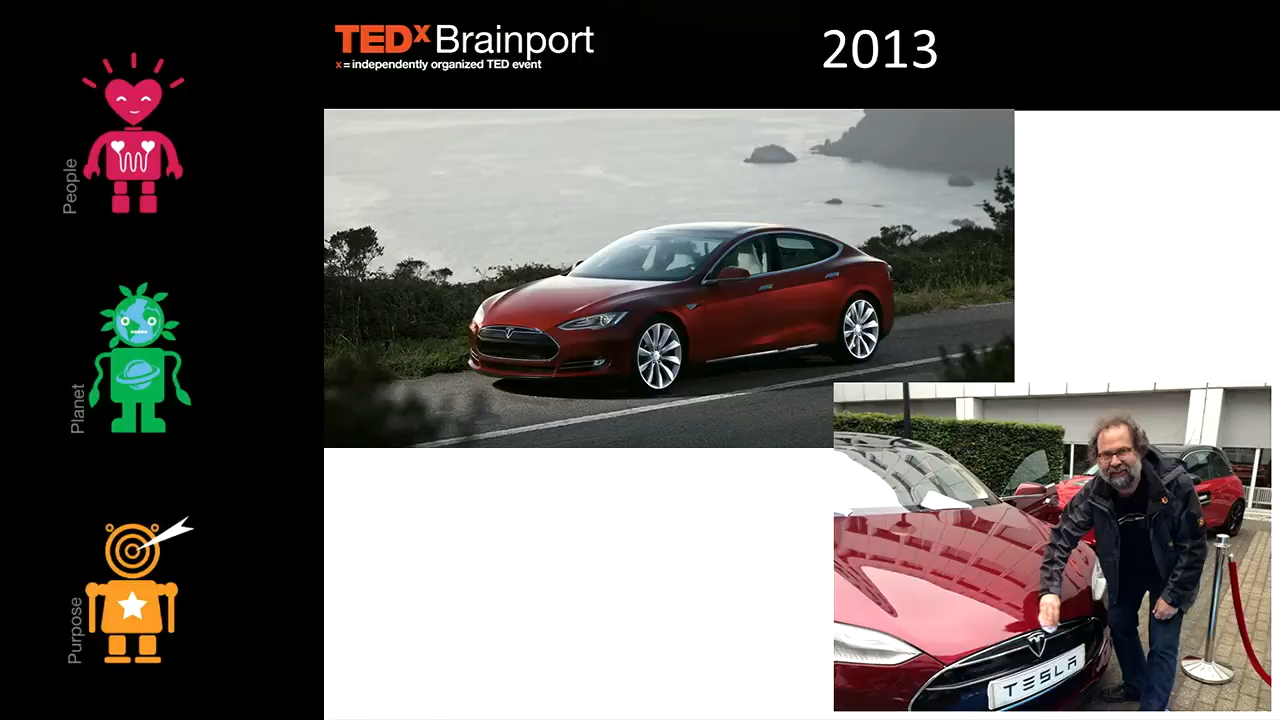 TEDx Brainport
x = independently organized TED event
2013
People
Planet
Purpose
TESLA